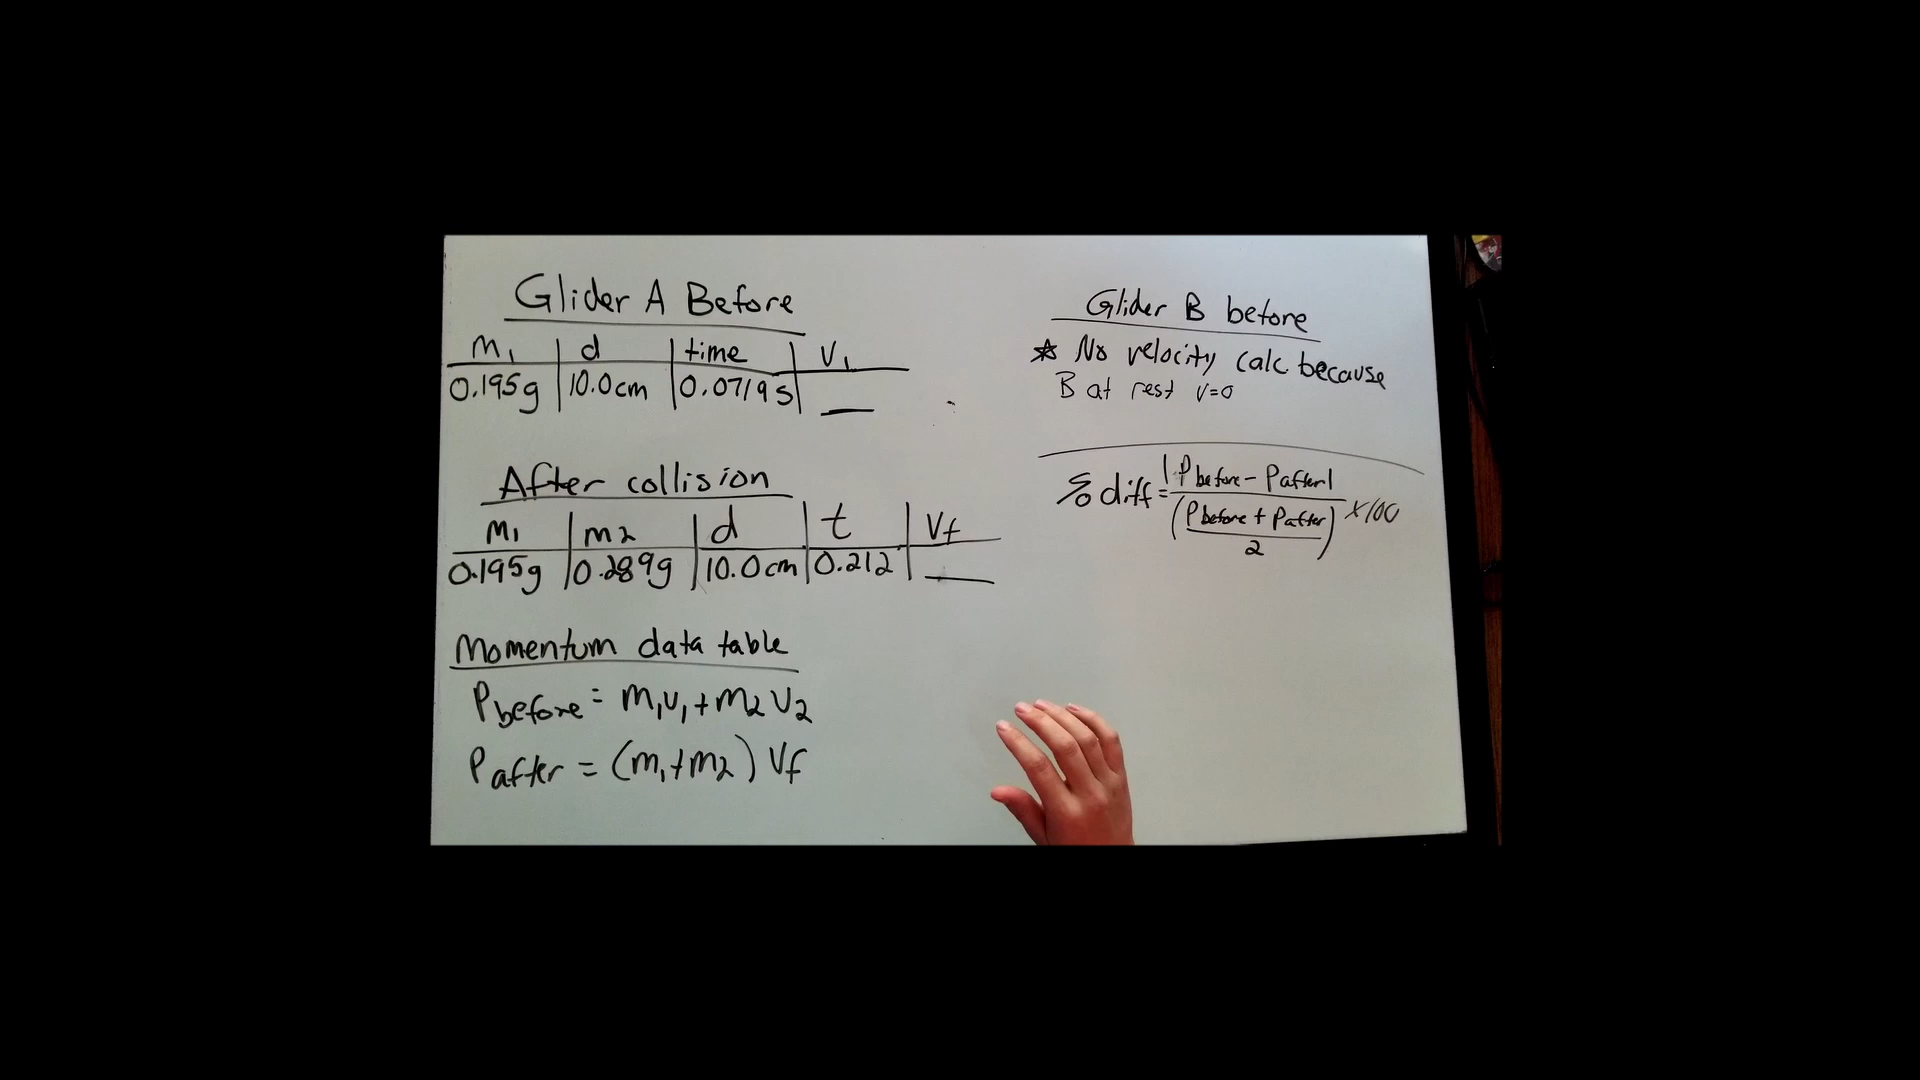 Glider A Before
m₁ | d | time | V₁
0.195g | 10.0cm | 0.0719s | __
After collision
m₁ | m₂ | d | t | Vf
0.195g | 0.289g | 10.0cm | 0.212 | __
Momentum data table
Pbefore = m₁v₁ + m₂v₂
Pafter = (m₁+m₂) Vf
Glider B before
☆ No velocity calc because
B at rest v=0
% diff = |Pbefore - Pafter|
(Pbefore + Pafter) x100
2